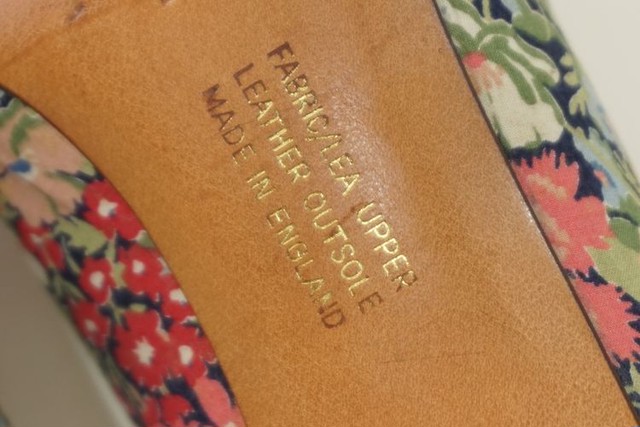 FABRIC/LEA UPPER
LEATHER OUTSOLE
MADE IN ENGLAND